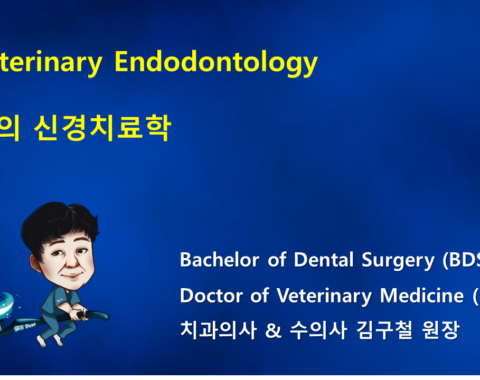 terinary Endodontology
의 신경치료학
Bachelor of Dental Surgery (BDS
Doctor of Veterinary Medicine (
치과의사 & 수의사 김구철 원장